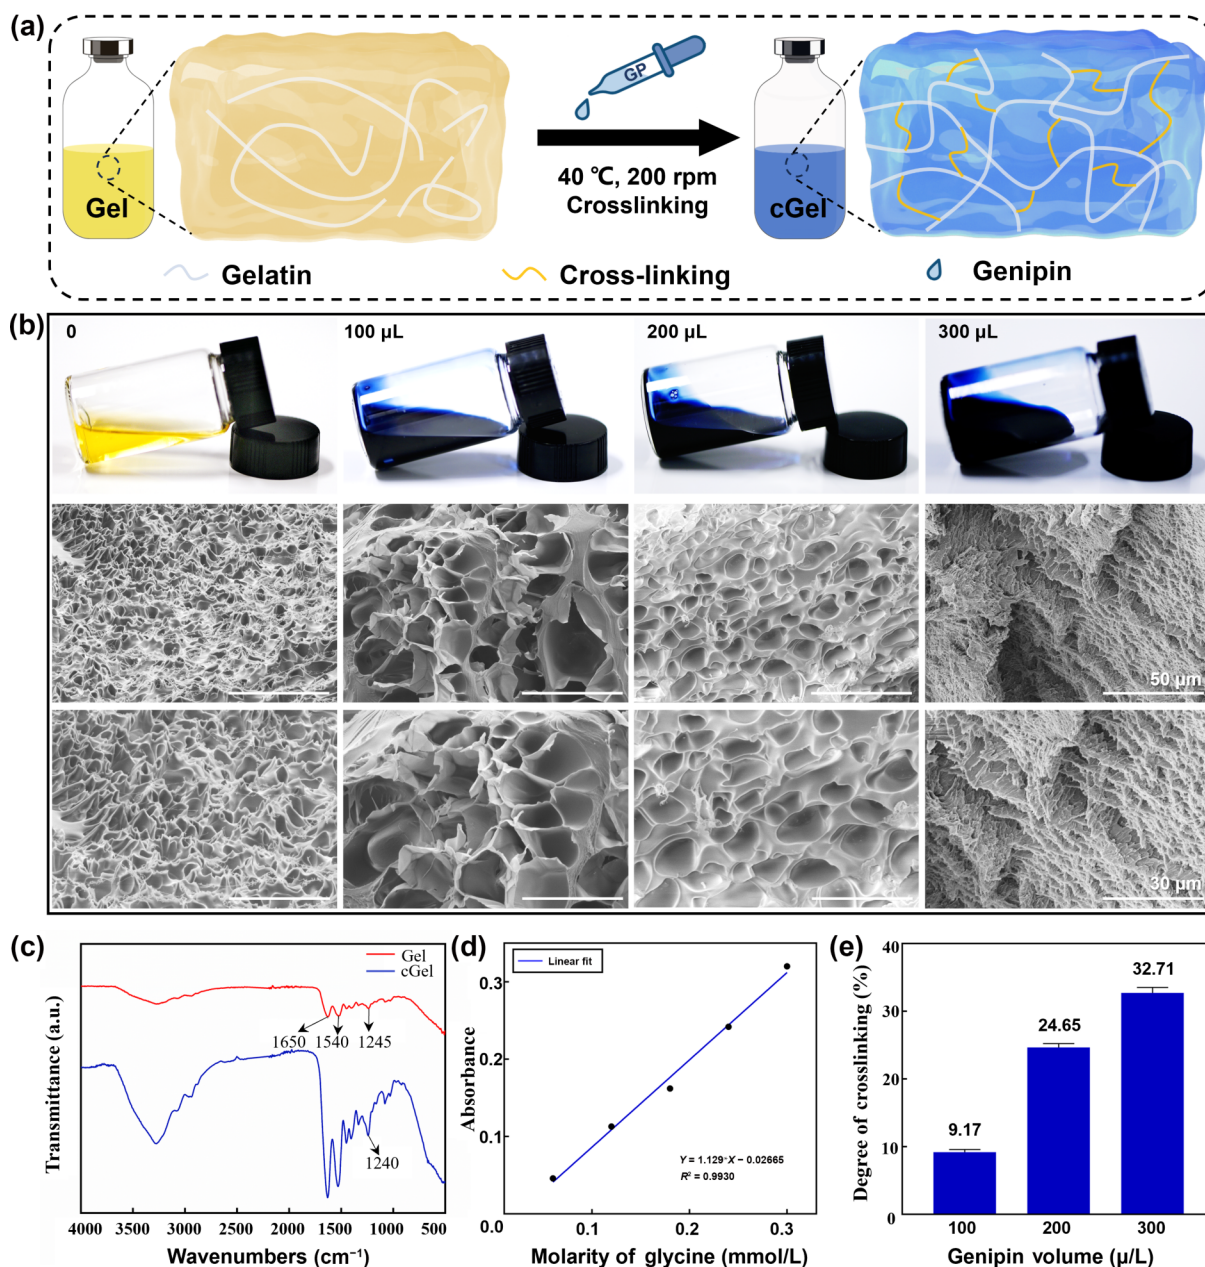 (a)
GP
40 ℃, 200 rpm
Crosslinking
Gel
cGel
Gelatin
Cross-linking
Genipin
(b)
0
100 µL
200 µL
300 µL
50 µm
30 µm
(c)
Gel
cGel
1650
1540
1245
1240
Transmittance (a.u.)
4000
3000
2500
2000
1500
1000
500
Wavenumbers (cm⁻¹)
(d)
Linear fit
0.3
0.2
0.1
0.0
Absorbance
Y = 1.129*X − 0.02665
R² = 0.9930
0.1
0.2
0.3
Molarity of glycine (mmol/L)
(e)
40
30
20
10
0
Degree of crosslinking (%)
9.17
24.65
32.71
100
200
300
Genipin volume (µ/L)